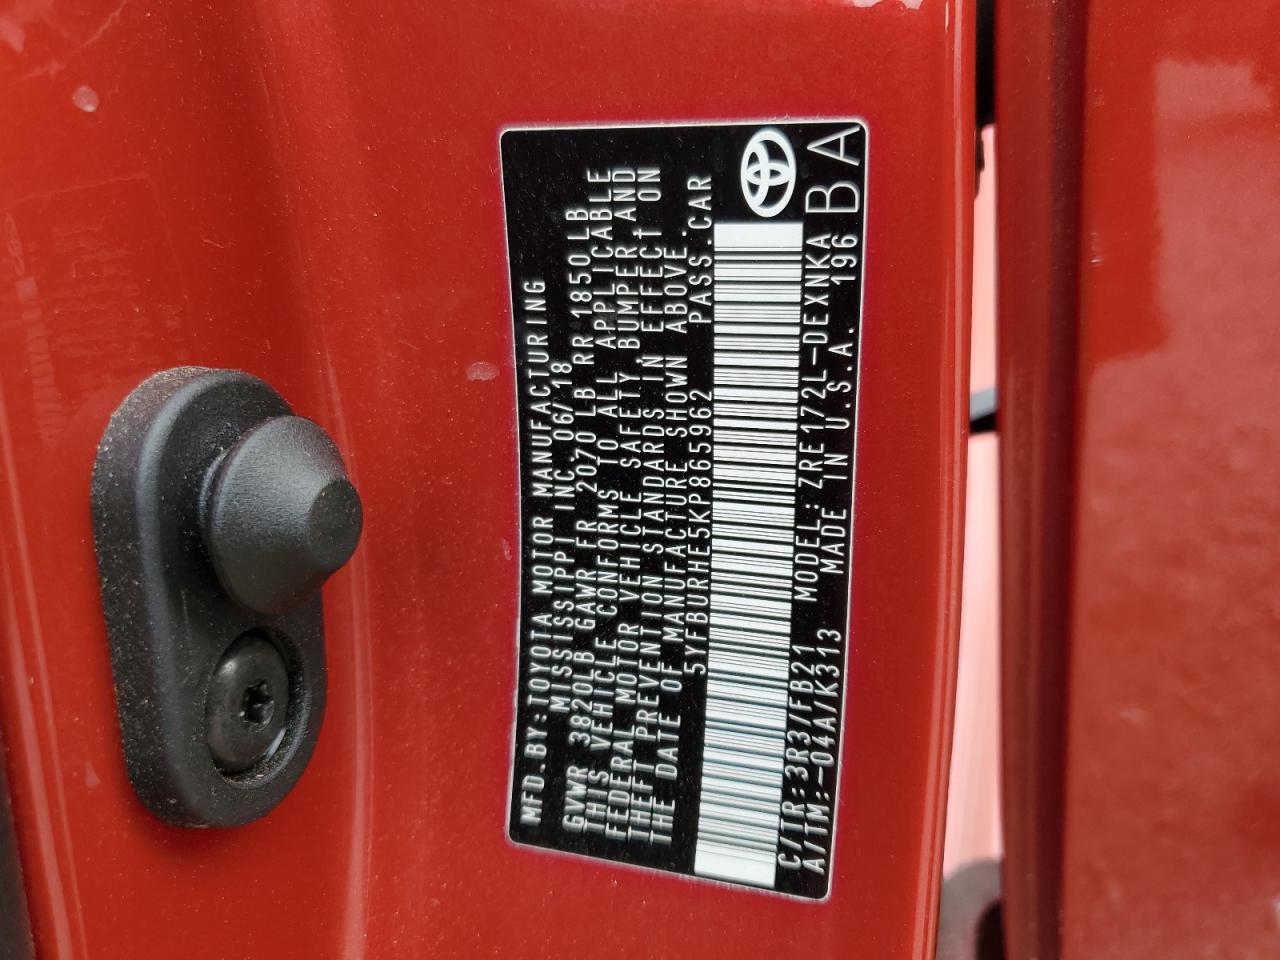 MFD.BY:TOYOTA MOTOR MANUFACTURING
MISSISSIPPI INC. 06/18
GVWR 3820LB GAWR FR 2070 LB RR 1850LB
THIS VEHICLE CONFORMS TO ALL APPLICABLE
FEDERAL MOTOR VEHICLE SAFETY, BUMPER, AND
THEFT PREVENTION STANDARDS IN EFFECT ON
THE DATE OF MANUFACTURE SHOWN ABOVE.
5YFBURHE5KP865962 PASS.CAR
C/TR:3R3/FB21 MODEL:ZRE172L-DEXNKA
A/TM:-04A/K313 MADE IN U.S.A. 196 BA